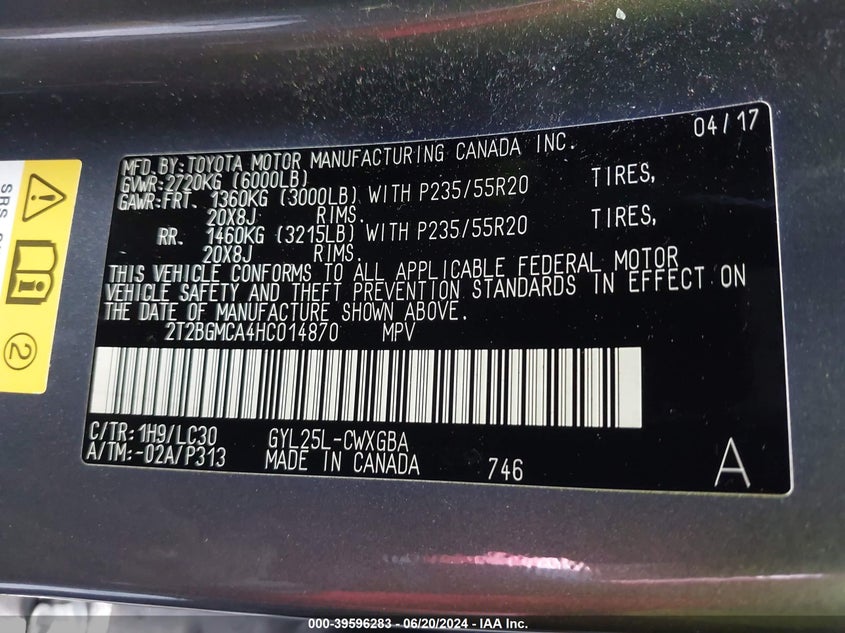 04/17
MFD.BY:TOYOTA MOTOR MANUFACTURING CANADA INC.
GVWR:2720KG (6000LB)
GAWR:FRT. 1360KG (3000LB) WITH P235/55R20 TIRES,
20X8J RIMS.
RR. 1460KG (3215LB) WITH P235/55R20 TIRES,
20X8J RIMS.
THIS VEHICLE CONFORMS TO ALL APPLICABLE FEDERAL MOTOR
VEHICLE SAFETY AND THEFT PREVENTION STANDARDS IN EFFECT ON
THE DATE OF MANUFACTURE SHOWN ABOVE.
2T2BGMCA4HC014870 MPV
C/TR: 1H9/LC30 GYL25L-CWXGBA
A/TM:-02A/P313 MADE IN CANADA 746 A
2
000-39596283 - 06/20/2024 - IAA Inc.